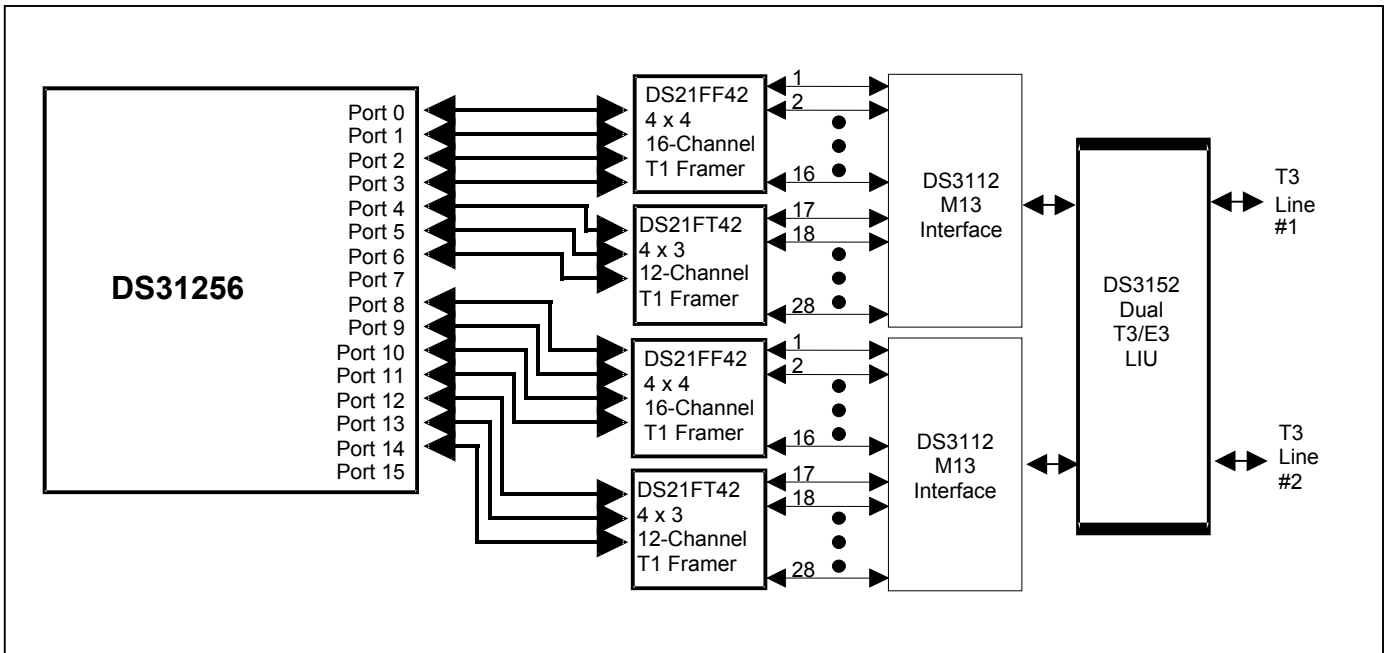 DS31256
Port 0
Port 1
Port 2
Port 3
Port 4
Port 5
Port 6
Port 7
Port 8
Port 9
Port 10
Port 11
Port 12
Port 13
Port 14
Port 15
DS21FF42
4 x 4
16-Channel
T1 Framer
DS21FT42
4 x 3
12-Channel
T1 Framer
DS21FF42
4 x 4
16-Channel
T1 Framer
DS21FT42
4 x 3
12-Channel
T1 Framer
1
2
16
17
18
28
1
2
16
17
18
28
DS3112
M13
Interface
DS3112
M13
Interface
DS3152
Dual
T3/E3
LIU
T3
Line
#1
T3
Line
#2